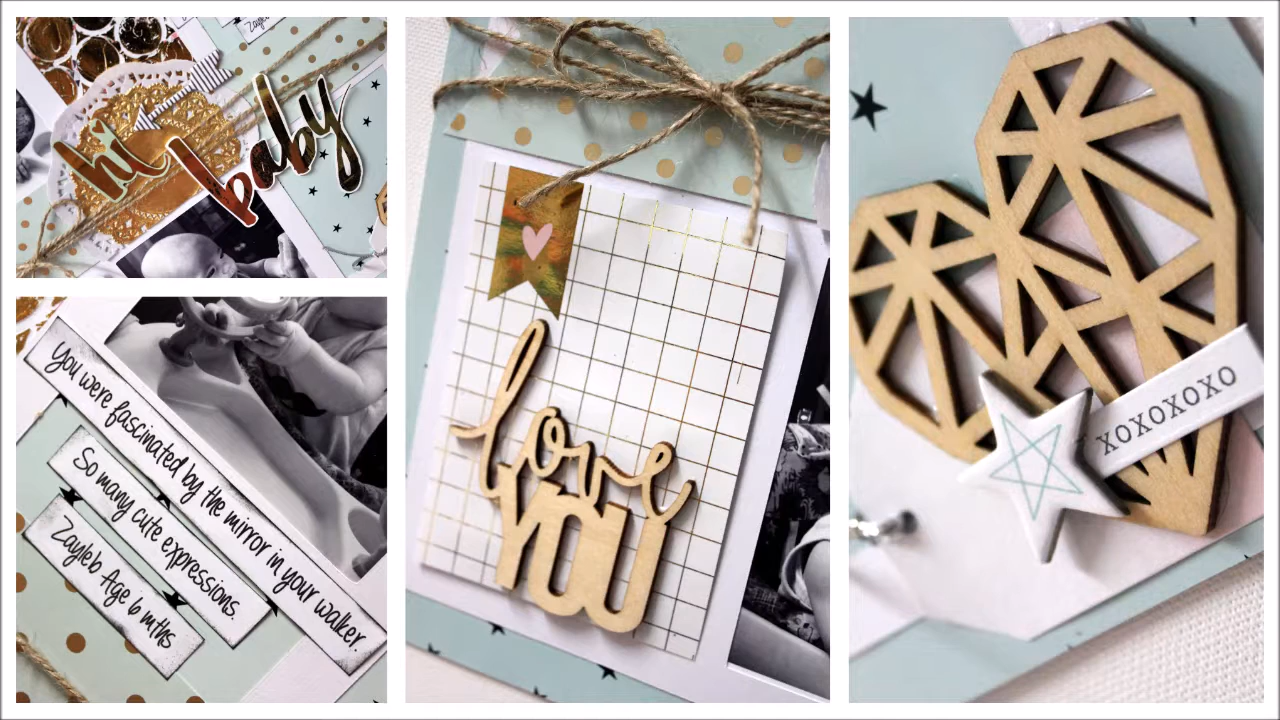 Zayle
hi
baby
You were fascinated by the mirror in your walker.
So many cute expressions.
Zayleb Age 6 mths
love
YOU
XOXOXOXO